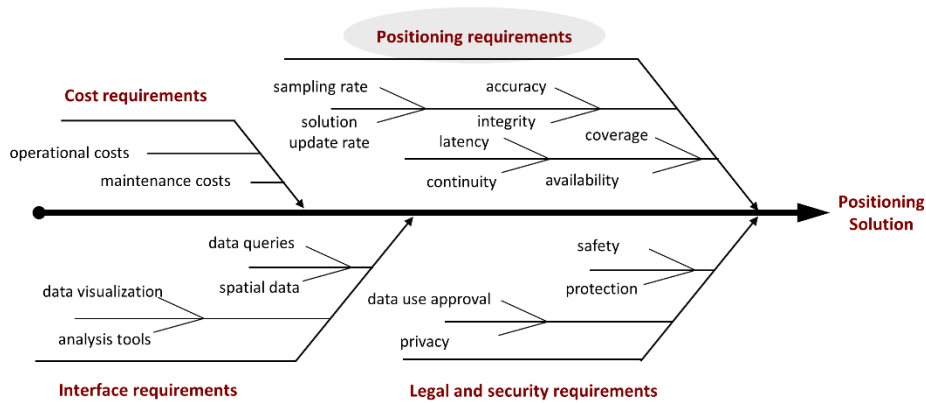 Positioning requirements
sampling rate
accuracy
Cost requirements
solution
update rate
integrity
latency
coverage
operational costs
maintenance costs
continuity
availability
Positioning
Solution
data queries
spatial data
safety
protection
data visualization
analysis tools
data use approval
privacy
Interface requirements
Legal and security requirements